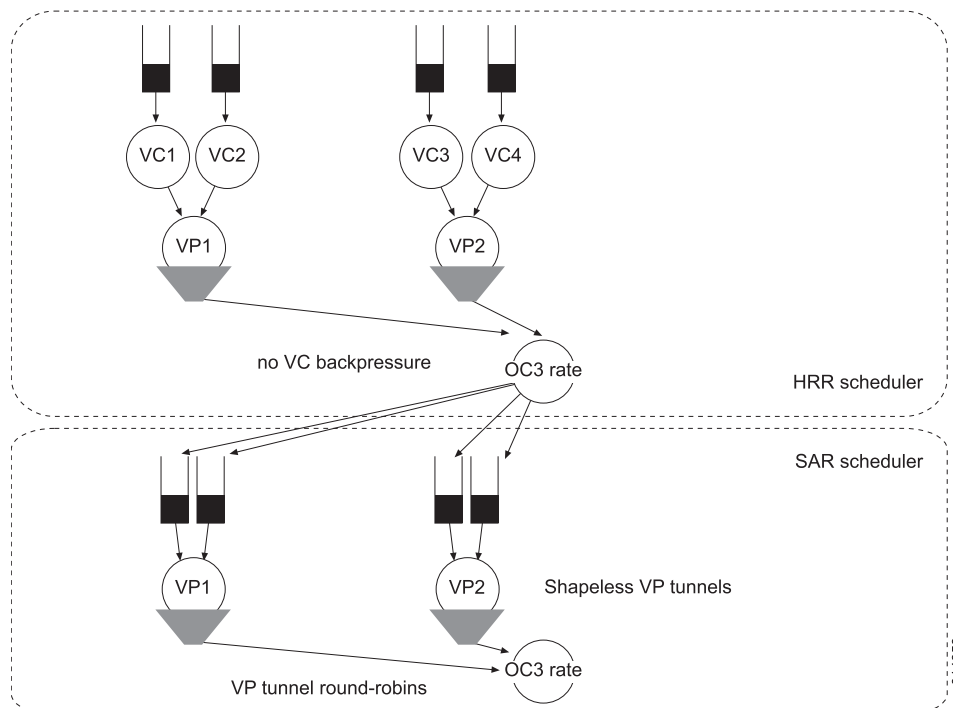 VC1 VC2 VC3 VC4
VP1 VP2
no VC backpressure
OC3 rate
HRR scheduler
SAR scheduler
VP1 VP2
Shapeless VP tunnels
OC3 rate
VP tunnel round-robins